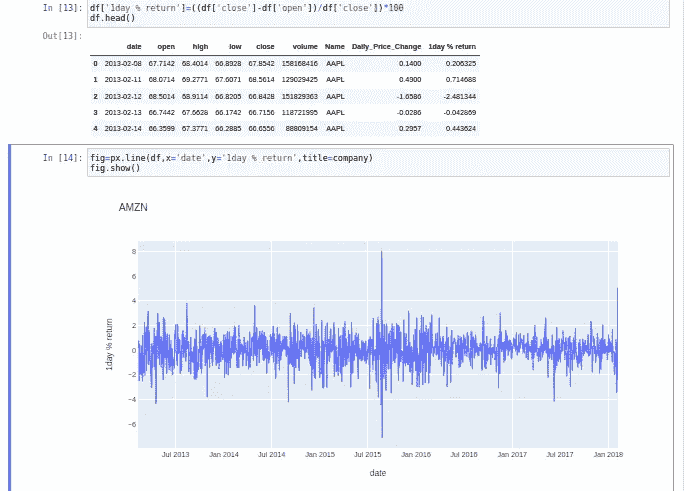 In [13]: df['1day % return']=((df['close']-df['open'])/df['close'])*100
df.head()
Out[13]:
date open high low close volume Name Daily_Price_Change 1day % return
0 2013-02-08 67.7142 68.4014 66.8928 67.8542 158168416 AAPL 0.1400 0.206325
1 2013-02-11 68.0714 69.2771 67.6071 68.5614 129029425 AAPL 0.4900 0.714688
2 2013-02-12 68.5014 68.9114 66.8205 66.8428 151829363 AAPL -1.6586 -2.481344
3 2013-02-13 66.7442 67.6628 66.1742 66.7156 118721995 AAPL -0.0286 -0.042869
4 2013-02-14 66.3599 67.3771 66.2885 66.6556 88809154 AAPL 0.2957 0.443624
In [14]: fig=px.line(df,x='date',y='1day % return',title=company)
fig.show()
AMZN
8
6
4
2
0
−2
−4
−6
1day % return
Jul 2013 Jan 2014 Jul 2014 Jan 2015 Jul 2015 Jan 2016 Jul 2016 Jan 2017 Jul 2017 Jan 2018
date